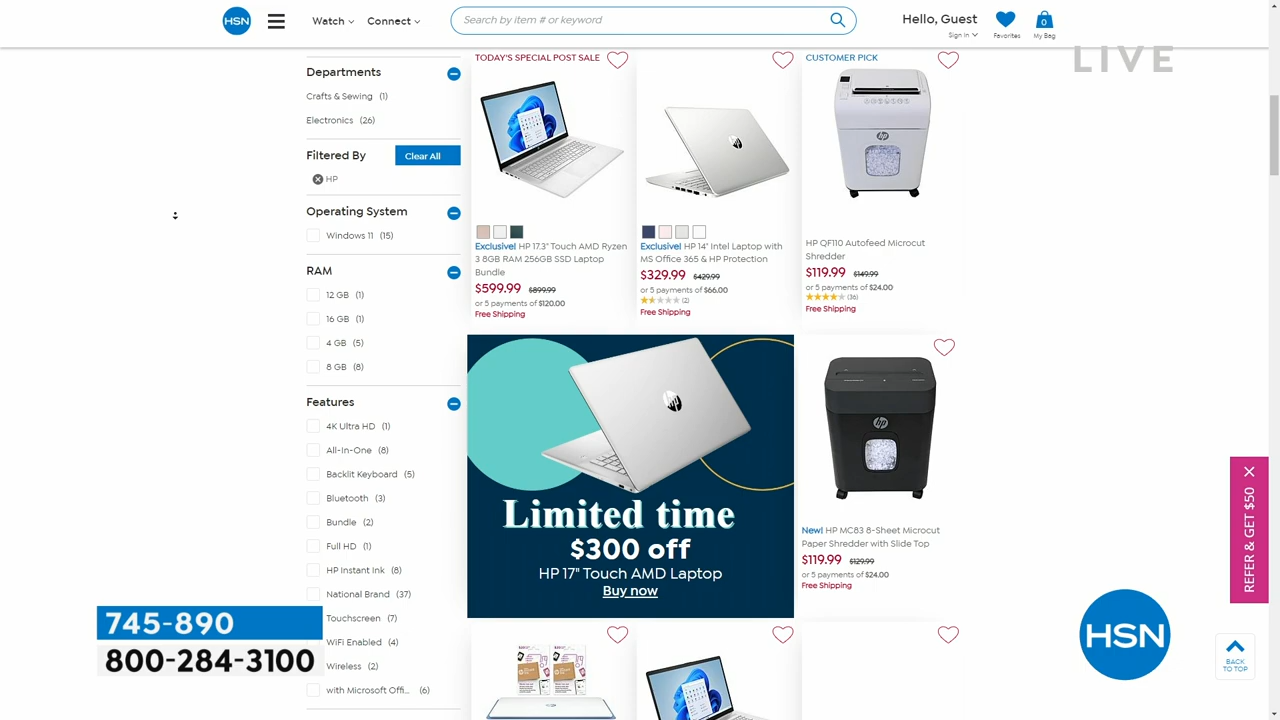 HSN
Watch
Connect
Search by item # or keyword
Hello, Guest
Sign In
Favorites
0
My Bag
LIVE
Departments
Crafts & Sewing (1)
Electronics (26)
Filtered By
Clear All
HP
Operating System
Windows 11 (15)
RAM
12 GB (1)
16 GB (1)
4 GB (5)
8 GB (8)
Features
4K Ultra HD (1)
All-In-One (8)
Backlit Keyboard (5)
Bluetooth (3)
Bundle (2)
Full HD (1)
HP Instant Ink (8)
National Brand (37)
Touchscreen (7)
WiFi Enabled (4)
Wireless (2)
with Microsoft Offi... (6)
TODAY'S SPECIAL POST SALE
Exclusive! HP 17.3" Touch AMD Ryzen
3 8GB RAM 256GB SSD Laptop
Bundle
$599.99 $899.99
or 5 payments of $120.00
Free Shipping
hp
Exclusive! HP 14" Intel Laptop with
MS Office 365 & HP Protection
$329.99 $429.99
or 5 payments of $66.00
(2)
Free Shipping
CUSTOMER PICK
hp
HP QF110 Autofeed Microcut
Shredder
$119.99 $149.99
or 5 payments of $24.00
(36)
Free Shipping
hp
Limited time
$300 off
HP 17" Touch AMD Laptop
Buy now
hp
New! HP MC83 8-Sheet Microcut
Paper Shredder with Slide Top
$119.99 $129.99
or 5 payments of $24.00
Free Shipping
REFER & GET $50
745-890
800-284-3100
HSN
BACK
TO TOP